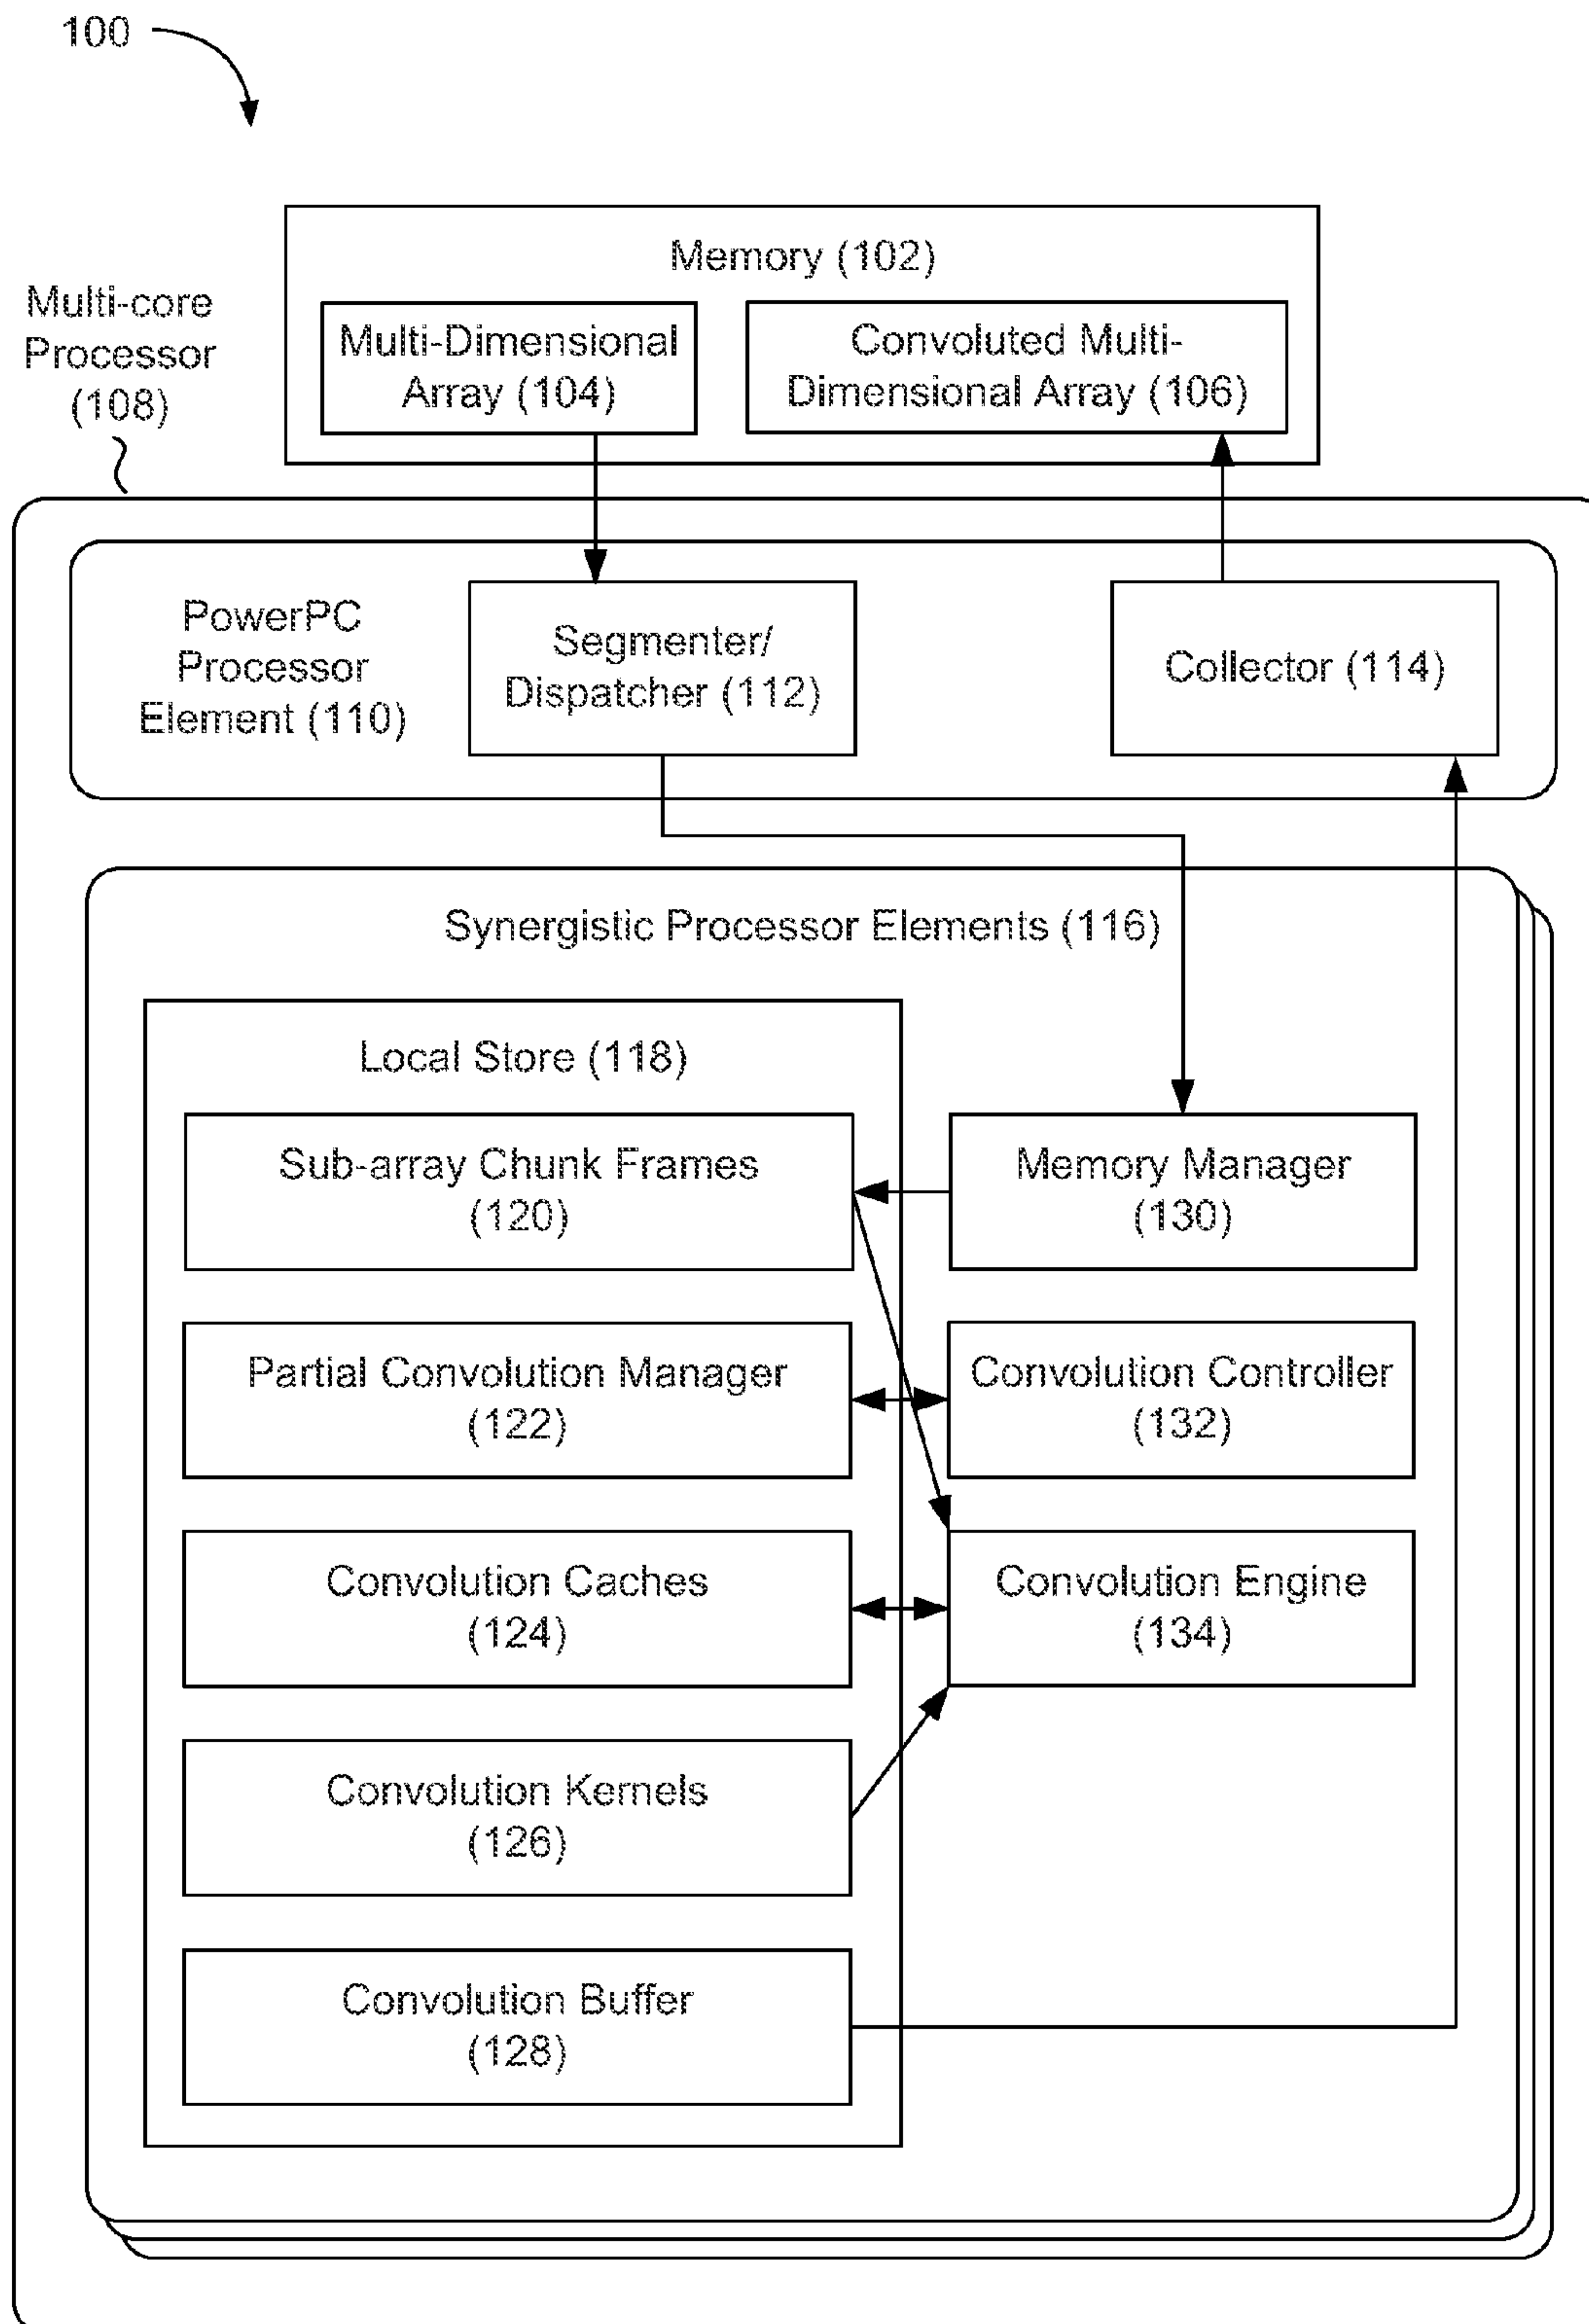 100
Memory (102)
Multi-core
Processor
(108)
Multi-Dimensional
Array (104)
Convoluted Multi-
Dimensional Array (106)
PowerPC
Processor
Element (110)
Segmenter/
Dispatcher (112)
Collector (114)
Synergistic Processor Elements (116)
Local Store (118)
Sub-array Chunk Frames
(120)
Memory Manager
(130)
Partial Convolution Manager
(122)
Convolution Controller
(132)
Convolution Caches
(124)
Convolution Engine
(134)
Convolution Kernels
(126)
Convolution Buffer
(128)